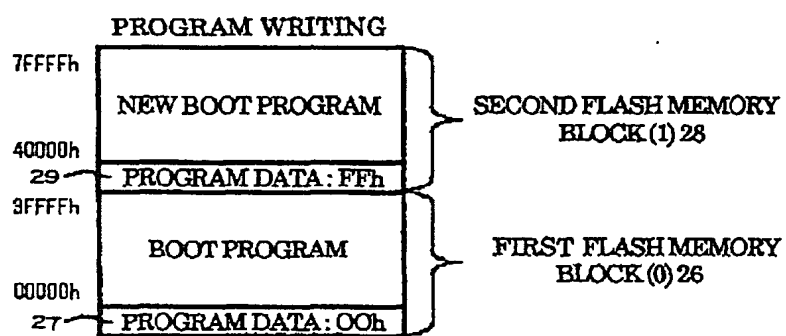 PROGRAM WRITING
7FFFFh
NEW BOOT PROGRAM
SECOND FLASH MEMORY
BLOCK (1) 28
40000h
29
PROGRAM DATA : FFh
3FFFFh
BOOT PROGRAM
FIRST FLASH MEMORY
BLOCK (0) 26
00000h
27
PROGRAM DATA : 00h